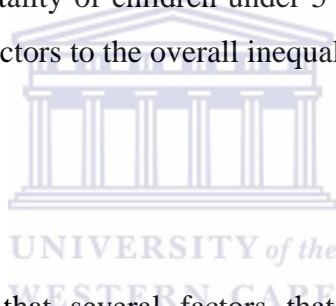 tality of children under 5
ctors to the overall inequal
UNIVERSITY of the
WESTERN CAPE
that several factors that